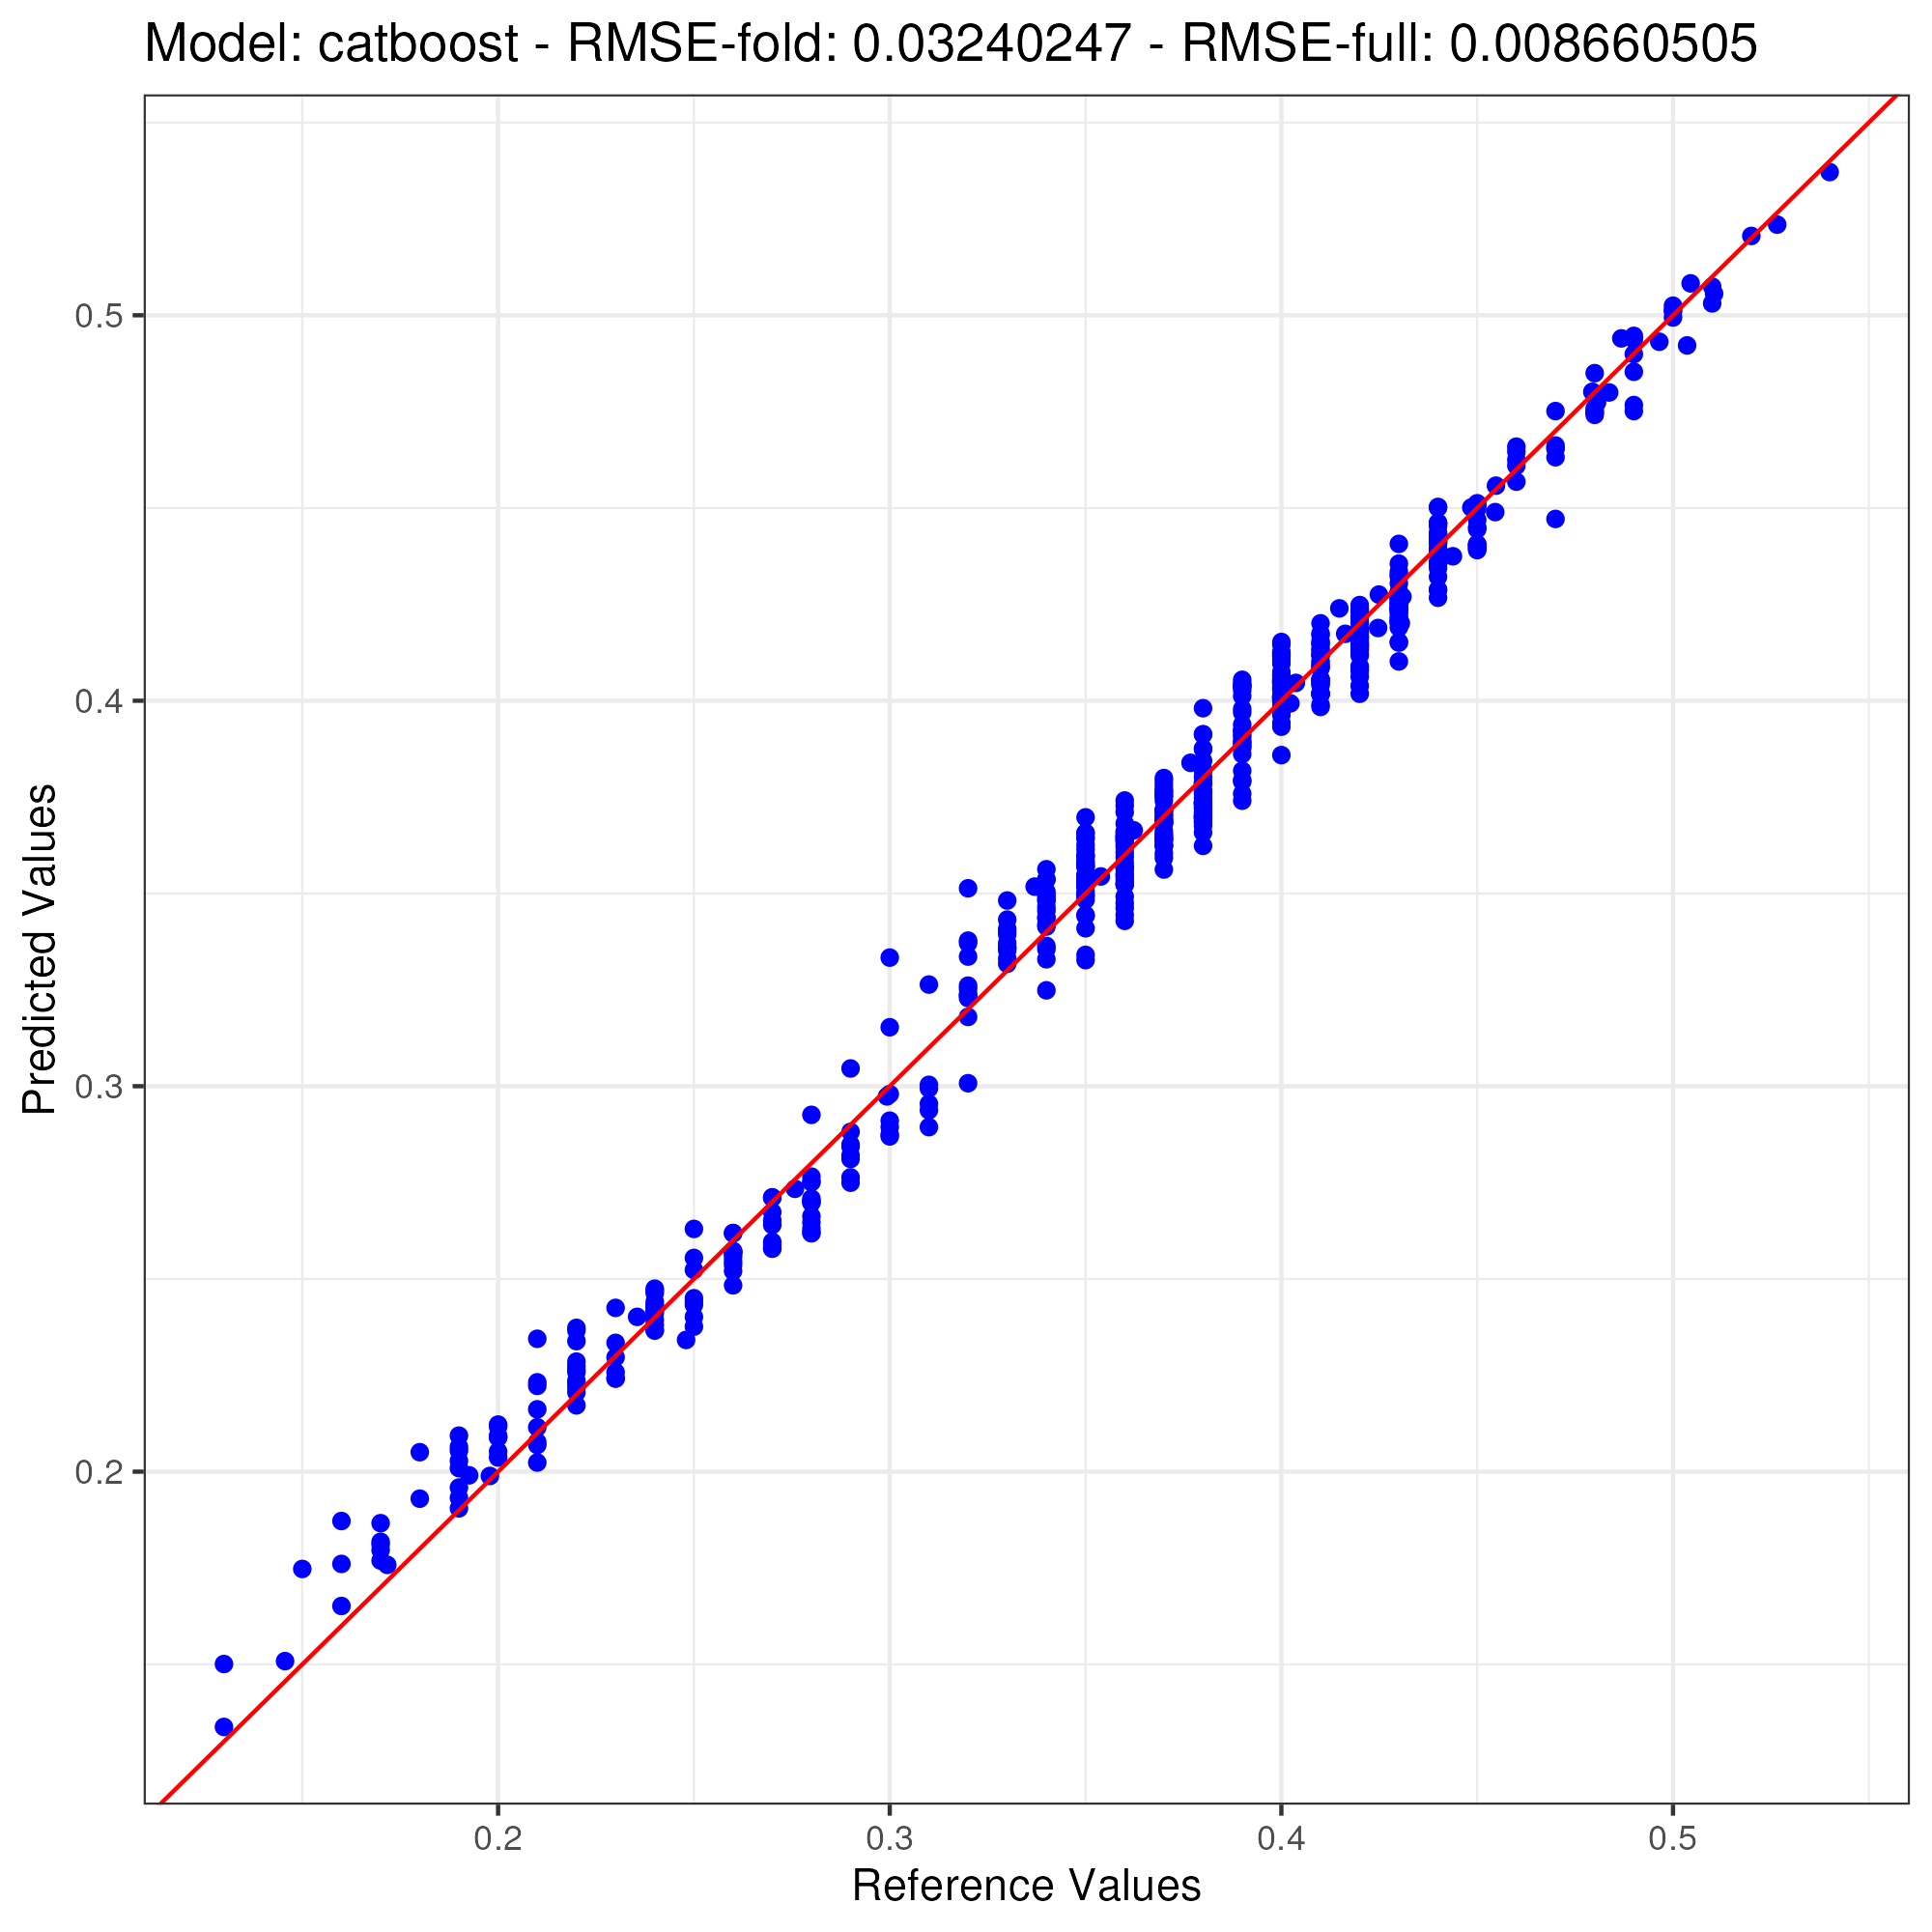 Model: catboost - RMSE-fold: 0.03240247 - RMSE-full: 0.008660505
Predicted Values
0.5
0.4
0.3
0.2
0.2 0.3 0.4 0.5
Reference Values